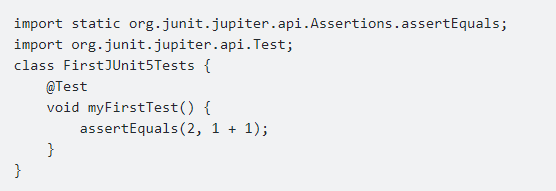 import static org.junit.jupiter.api.Assertions.assertEquals;
import org.junit.jupiter.api.Test;
class FirstJUnit5Tests {
    @Test
    void myFirstTest() {
        assertEquals(2, 1 + 1);
    }
}